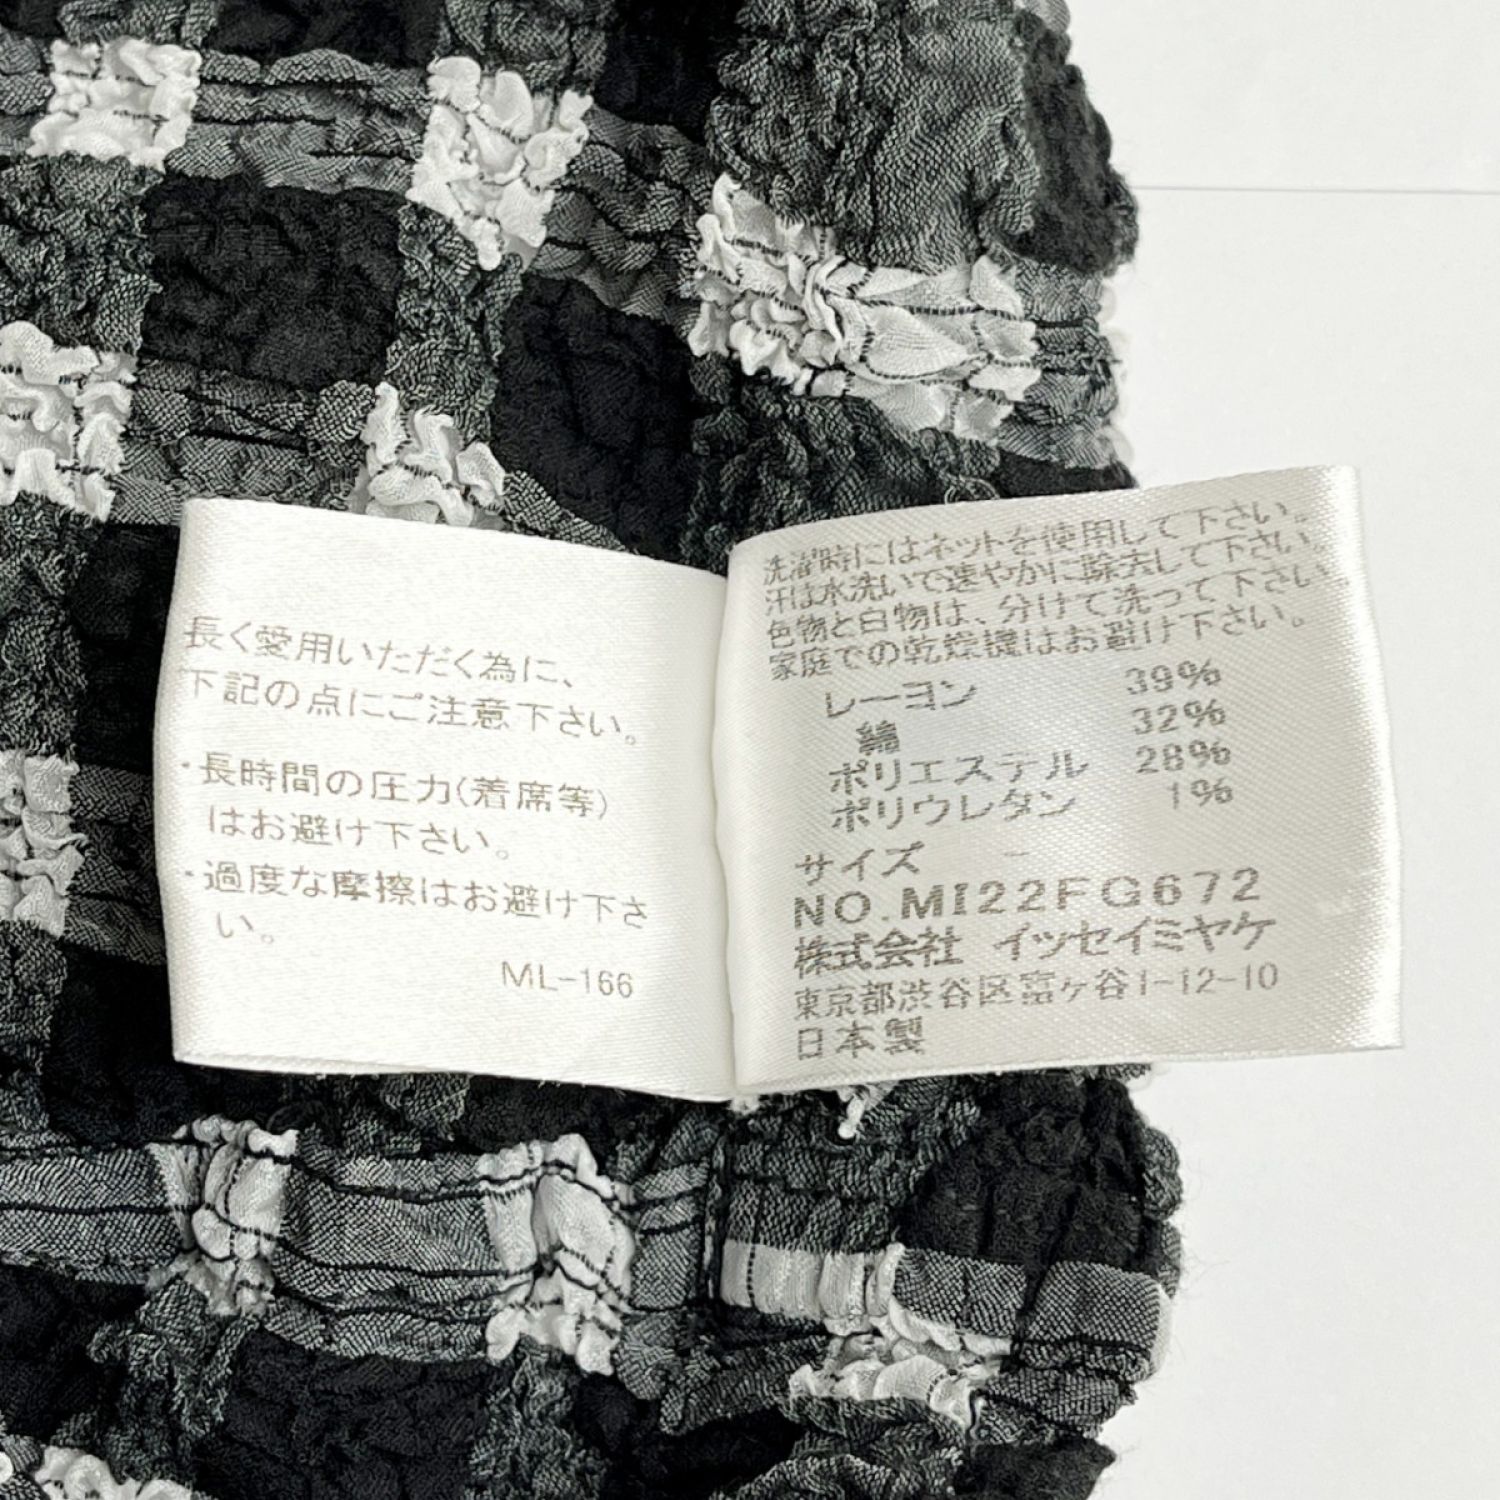 長く愛用いただく為に、
下記の点にご注意下さい。
・長時間の圧力(着席等)
はお避け下さい。
・過度な摩擦はお避け下さ
い。
ML-166
洗濯時にはネットを使用して下さい。
汗は水洗いで速やかに除去して下さい。
色物と白物は、分けて洗って下さい
家庭での乾燥機はお避け下さい。
レーヨン 39%
綿 32%
ポリエステル 28%
ポリウレタン 1%
サイズ -
NO.MI22FG672
株式会社 イッセイミヤケ
東京都渋谷区富ヶ谷1-12-10
日本製